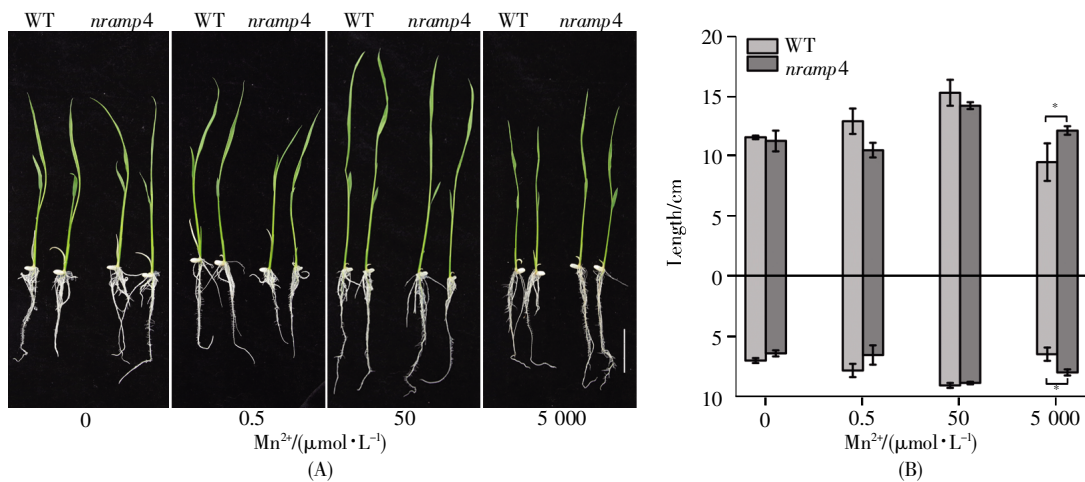 WT nramp4 WT nramp4 WT nramp4 WT nramp4
0 0.5 50 5 000
Mn²⁺/(μmol·L⁻¹)
(A)
WT
nramp4
20
15
10
5
0
5
10
Length/cm
*
*
0 0.5 50 5 000
Mn²⁺/(μmol·L⁻¹)
(B)